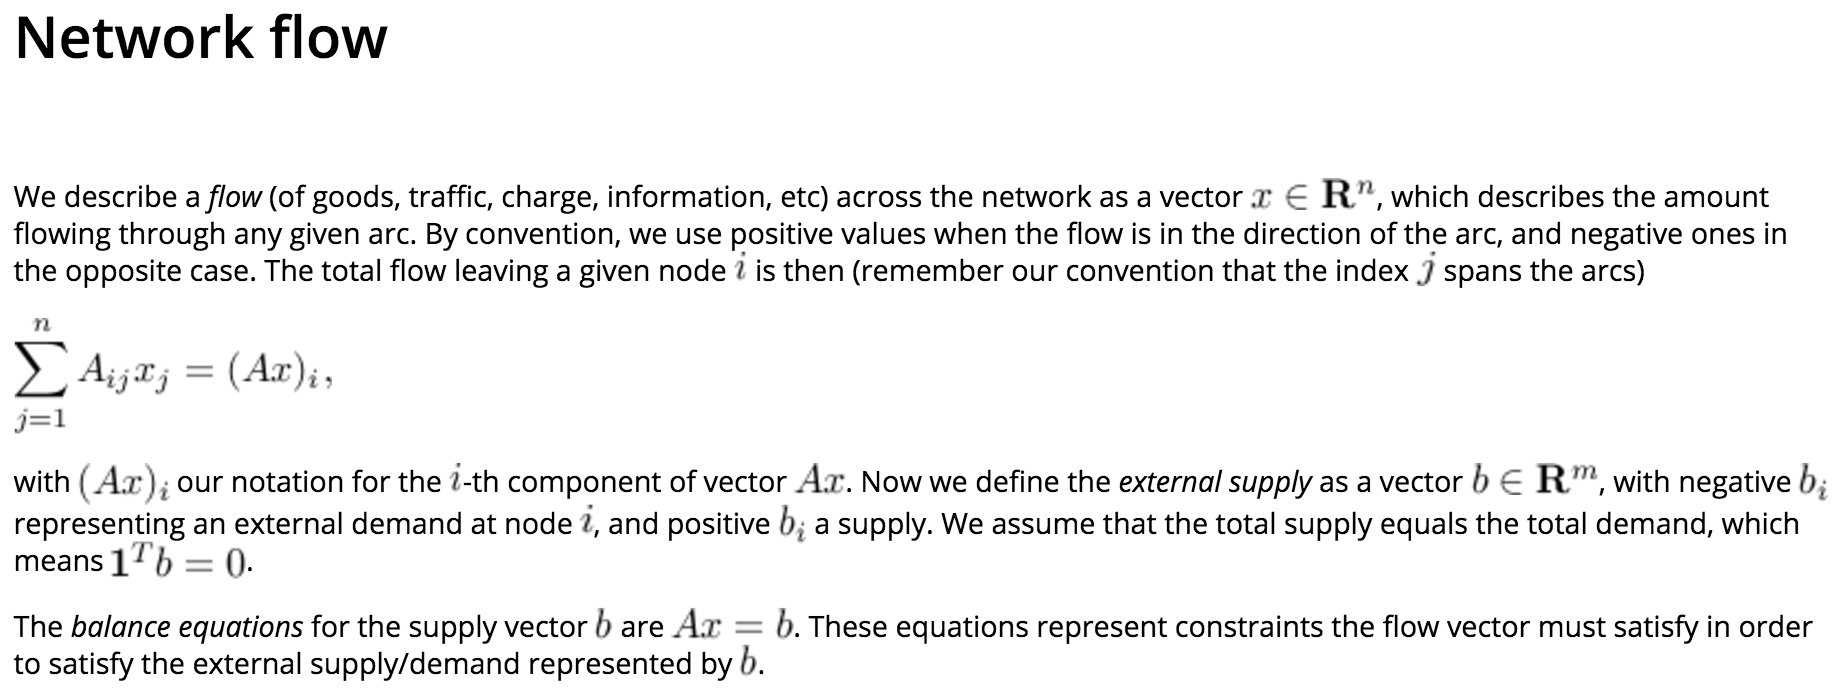 Network flow
We describe a flow (of goods, traffic, charge, information, etc) across the network as a vector x ∈ Rⁿ, which describes the amount
flowing through any given arc. By convention, we use positive values when the flow is in the direction of the arc, and negative ones in
the opposite case. The total flow leaving a given node i is then (remember our convention that the index j spans the arcs)
\sum_{j=1}^{n} A_{ij} x_j = (Ax)_i,
with (Ax)_i our notation for the i-th component of vector Ax. Now we define the external supply as a vector b ∈ R^m, with negative b_i
representing an external demand at node i, and positive b_i a supply. We assume that the total supply equals the total demand, which
means 1^T b = 0.
The balance equations for the supply vector b are Ax = b. These equations represent constraints the flow vector must satisfy in order
to satisfy the external supply/demand represented by b.